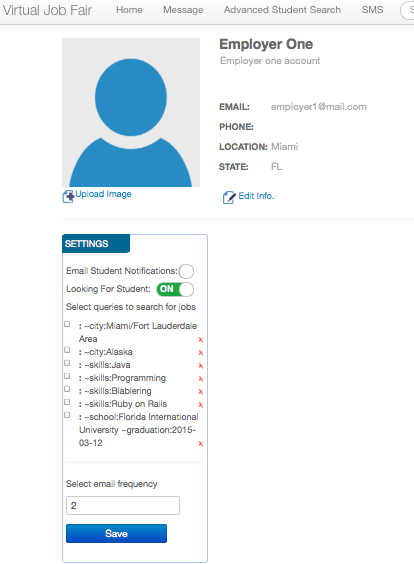 Virtual Job Fair Home Message Advanced Student Search SMS
Employer One
Employer one account
EMAIL: employer1@mail.com
PHONE:
LOCATION: Miami
STATE: FL
Upload Image
Edit Info.
SETTINGS
Email Student Notifications:
Looking For Student: ON
Select queries to search for jobs
: ~city:Miami/Fort Lauderdale
Area
: ~city:Alaska
: ~skills:Java
: ~skills:Programming
: ~skills:Blablering
: ~skills:Ruby on Rails
: ~school:Florida International
University ~graduation:2015-
03-12
Select email frequency
2
Save